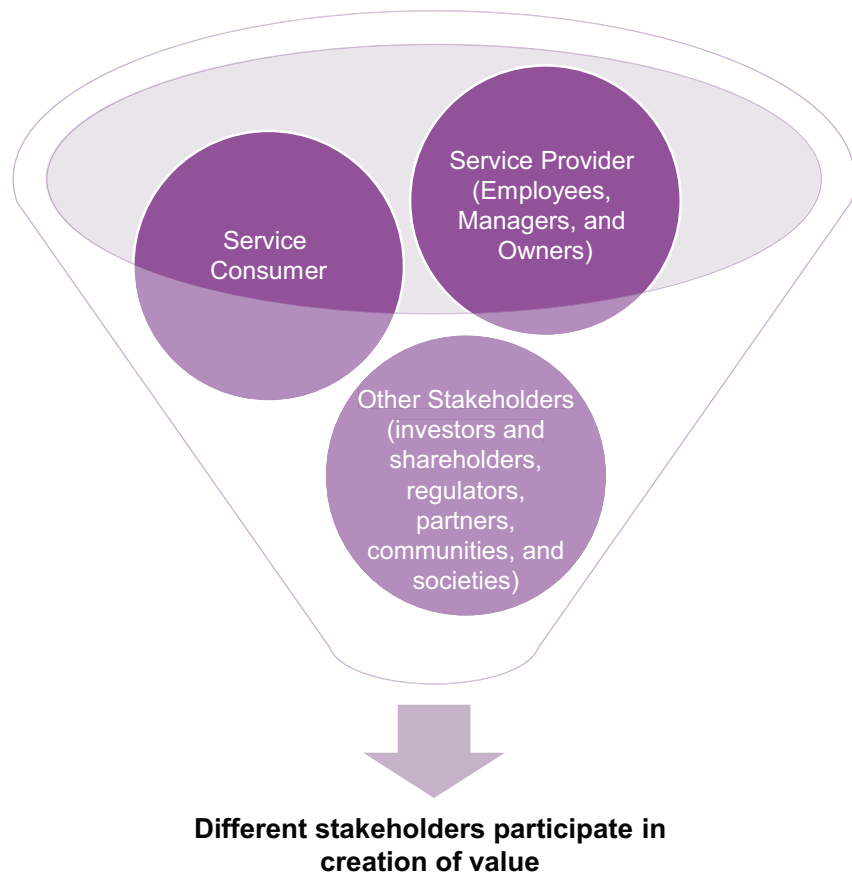 Service
Consumer
Service Provider
(Employees,
Managers, and
Owners)
Other Stakeholders
(investors and
shareholders,
regulators,
partners,
communities, and
societies)
Different stakeholders participate in
creation of value